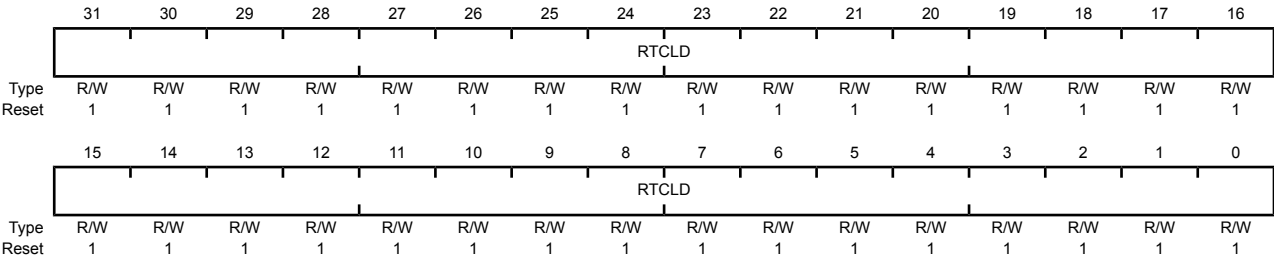 31 30 29 28 27 26 25 24 23 22 21 20 19 18 17 16
RTCLD
Type R/W R/W R/W R/W R/W R/W R/W R/W R/W R/W R/W R/W R/W R/W R/W R/W
Reset 1 1 1 1 1 1 1 1 1 1 1 1 1 1 1 1
15 14 13 12 11 10 9 8 7 6 5 4 3 2 1 0
RTCLD
Type R/W R/W R/W R/W R/W R/W R/W R/W R/W R/W R/W R/W R/W R/W R/W R/W
Reset 1 1 1 1 1 1 1 1 1 1 1 1 1 1 1 1